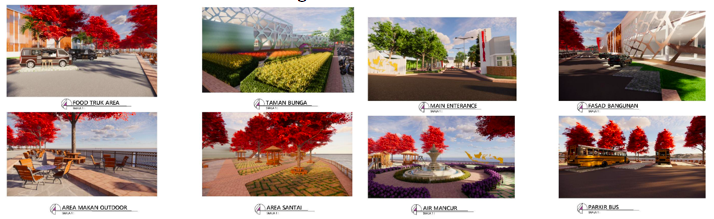 FOOD TRUK AREA
TAMAN BUNGA
MAIN ENTERANCE
FASAD BANGUNAN
AREA MAKAN OUTDOOR
AREA SANTAI
AIR MANCUR
PARKIR BUS